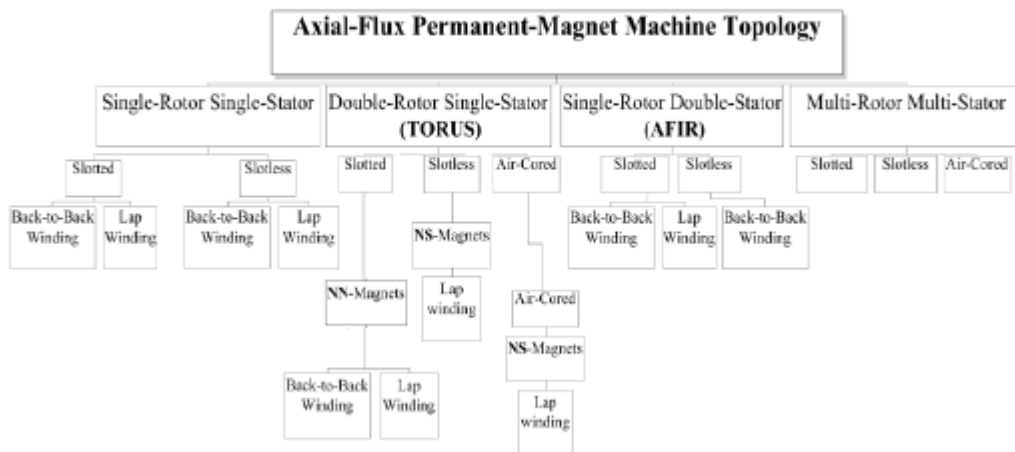 Axial-Flux Permanent-Magnet Machine Topology
Single-Rotor Single-Stator
Double-Rotor Single-Stator
(TORUS)
Single-Rotor Double-Stator
(AFIR)
Multi-Rotor Multi-Stator
Slotted
Slotless
Slotted
Slotless
Air-Cored
Slotted
Slotless
Slotted
Slotless
Air-Cored
Back-to-Back
Winding
Lap
Winding
Back-to-Back
Winding
Lap
Winding
NS-Magnets
Back-to-Back
Winding
Lap
Winding
Back-to-Back
Winding
NN-Magnets
Lap
winding
Air-Cored
NS-Magnets
Back-to-Back
Winding
Lap
Winding
Lap
winding